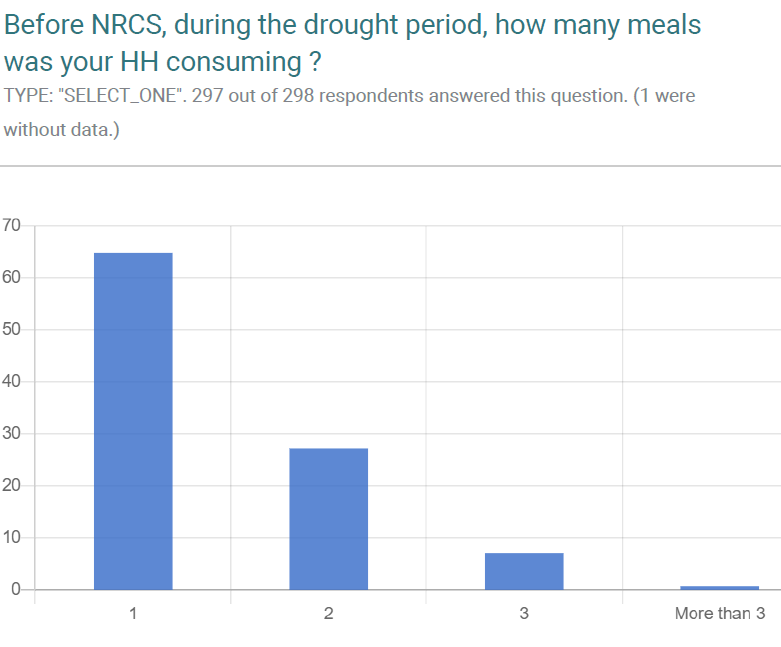 Before NRCS, during the drought period, how many meals
was your HH consuming ?
TYPE: "SELECT_ONE". 297 out of 298 respondents answered this question. (1 were
without data.)
70
60
50
40
30
20
10
0
1 2 3 More than 3